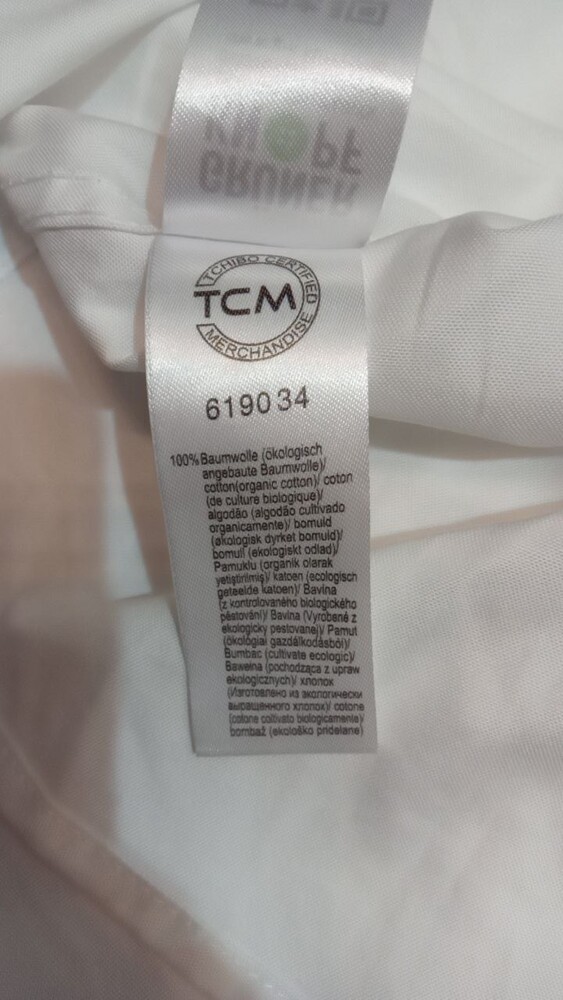 GRÜNER
KNOPF
TCHIBO CERTIFIED
TCM
MERCHANDISE
619034
100%Baumwolle (ökologisch
angebaute Baumwolle)/
cotton(organic cotton)/ coton
(de culture biologique)/
algodão (algodão cultivado
organicamente)/ bomuld
(økologisk dyrket bomuld)/
bomull (ekologiskt odlad)/
Pamuklu (organik olarak
yetiştirilmiş)/ katoen (ecologisch
geteelde katoen)/ Bavlna
(z kontrolovaného biologického
pěstování)/ Bavlna (Vyrobené z
ekologicky pestovanej)/ Pamut
(ökológiai gazdálkodásból)/
Bumbac (cultivate ecologic)/
Bawełna (pochodząca z upraw
ekologicznych)/ хлопок
(Изготовлено из экологически
выращенного хлопок)/ cotone
(cotone coltivato biologicamente)/
bombaž (ekološko pridelane)